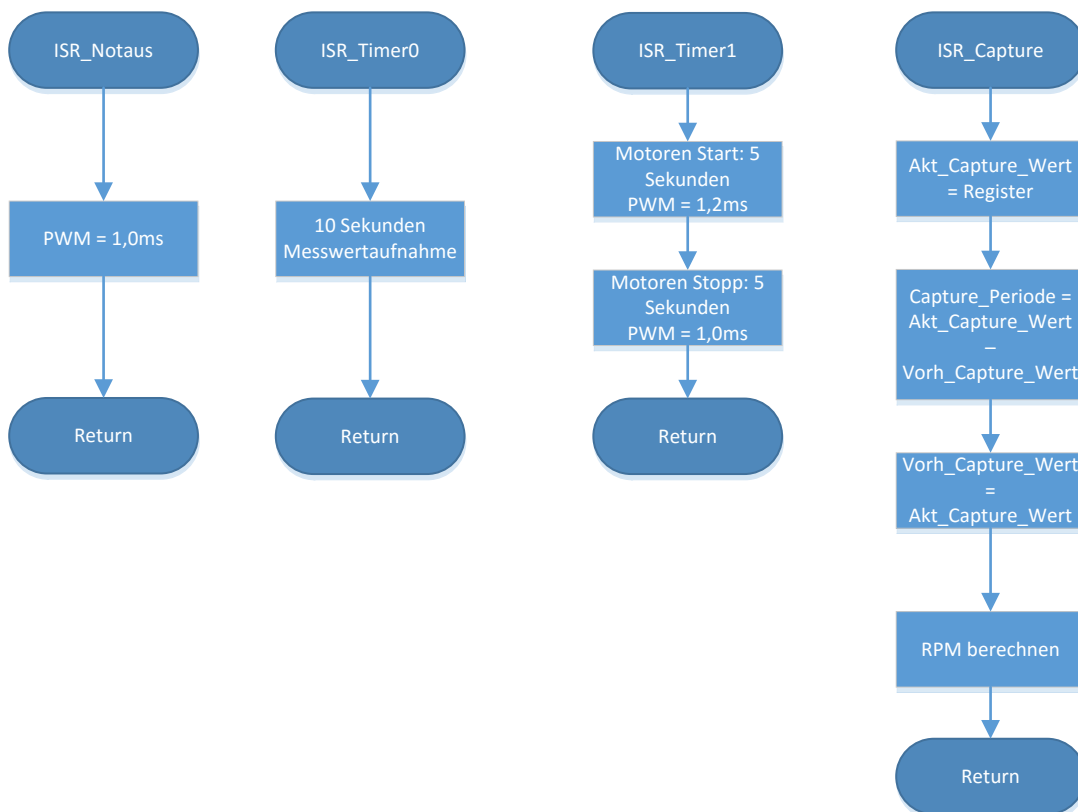 ISR_Notaus
PWM = 1,0ms
Return
ISR_Timer0
10 Sekunden
Messwertaufnahme
Return
ISR_Timer1
Motoren Start: 5
Sekunden
PWM = 1,2ms
Motoren Stopp: 5
Sekunden
PWM = 1,0ms
Return
ISR_Capture
Akt_Capture_Wert
= Register
Capture_Periode =
Akt_Capture_Wert
–
Vorh_Capture_Wert
Vorh_Capture_Wert
=
Akt_Capture_Wert
RPM berechnen
Return